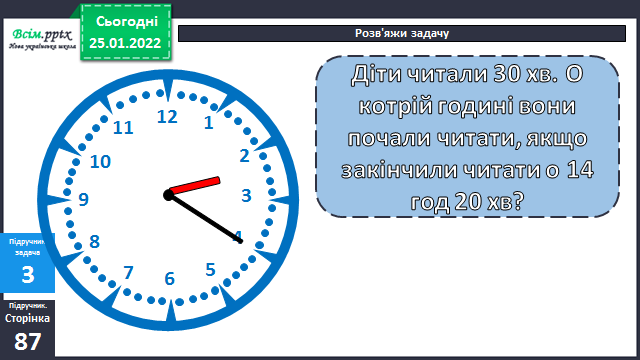 Всім.pptx
Нова українська школа
Сьогодні
25.01.2022
Розв'яжи задачу
Діти читали 30 хв. О
котрій годині вони
почали читати, якщо
закінчили читати о 14
год 20 хв?
12
1
2
3
4
5
6
7
8
9
10
11
Підручник.
задача
3
Підручник.
Сторінка
87